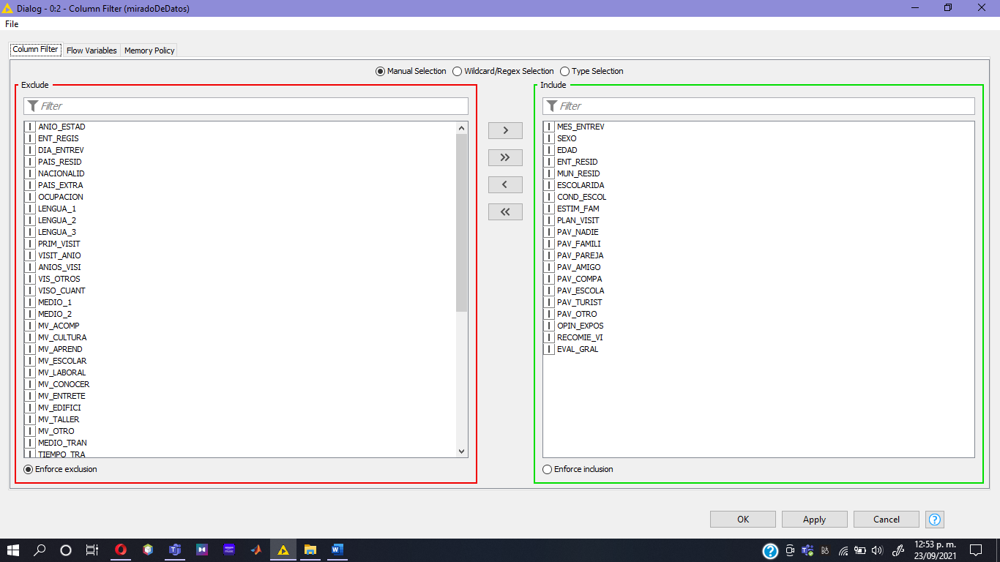 Dialog - 0:2 - Column Filter (miradoDeDatos)
File
Column Filter Flow Variables Memory Policy
Manual Selection Wildcard/Regex Selection Type Selection
Exclude
Filter
ANIO_ESTAD
ENT_REGIS
DIA_ENTREV
PAIS_RESID
NACIONALID
PAIS_EXTRA
OCUPACION
LENGUA_1
LENGUA_2
LENGUA_3
PRIM_VISIT
VISIT_ANIO
ANIOS_VISI
VIS_OTROS
VISO_CUANT
MEDIO_1
MEDIO_2
MV_ACOMP
MV_CULTURA
MV_APREND
MV_ESCOLAR
MV_LABORAL
MV_CONOCER
MV_ENTRETE
MV_EDIFICI
MV_TALLER
MV_OTRO
MEDIO_TRAN
TIEMPO_TRA
Enforce exclusion
>
>>
<
<<
Include
Filter
MES_ENTREV
SEXO
EDAD
ENT_RESID
MUN_RESID
ESCOLARIDA
COND_ESCOL
ESTIM_FAM
PLAN_VISIT
PAV_NADIE
PAV_FAMILI
PAV_PAREJA
PAV_AMIGO
PAV_COMPA
PAV_ESCOLA
PAV_TURIST
PAV_OTRO
OPIN_EXPOS
RECOMIE_VI
EVAL_GRAL
Enforce inclusion
OK Apply Cancel ?
12:53 p. m.
23/09/2021